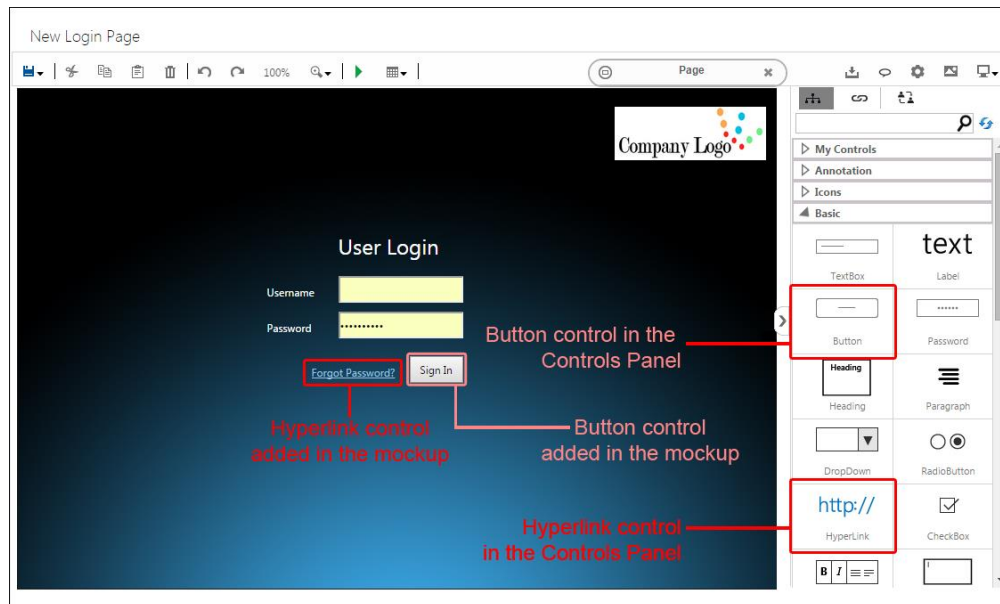 New Login Page
100%
Page
Company Logo
My Controls
Annotation
Icons
Basic
text
TextBox
Label
User Login
Username
Password
Button control in the
Controls Panel
Button
Password
Forgot Password?
Sign In
Heading
Heading
Paragraph
Hyperlink control
added in the mockup
Button control
added in the mockup
DropDown
RadioButton
http://
HyperLink
CheckBox
Hyperlink control
in the Controls Panel
B I